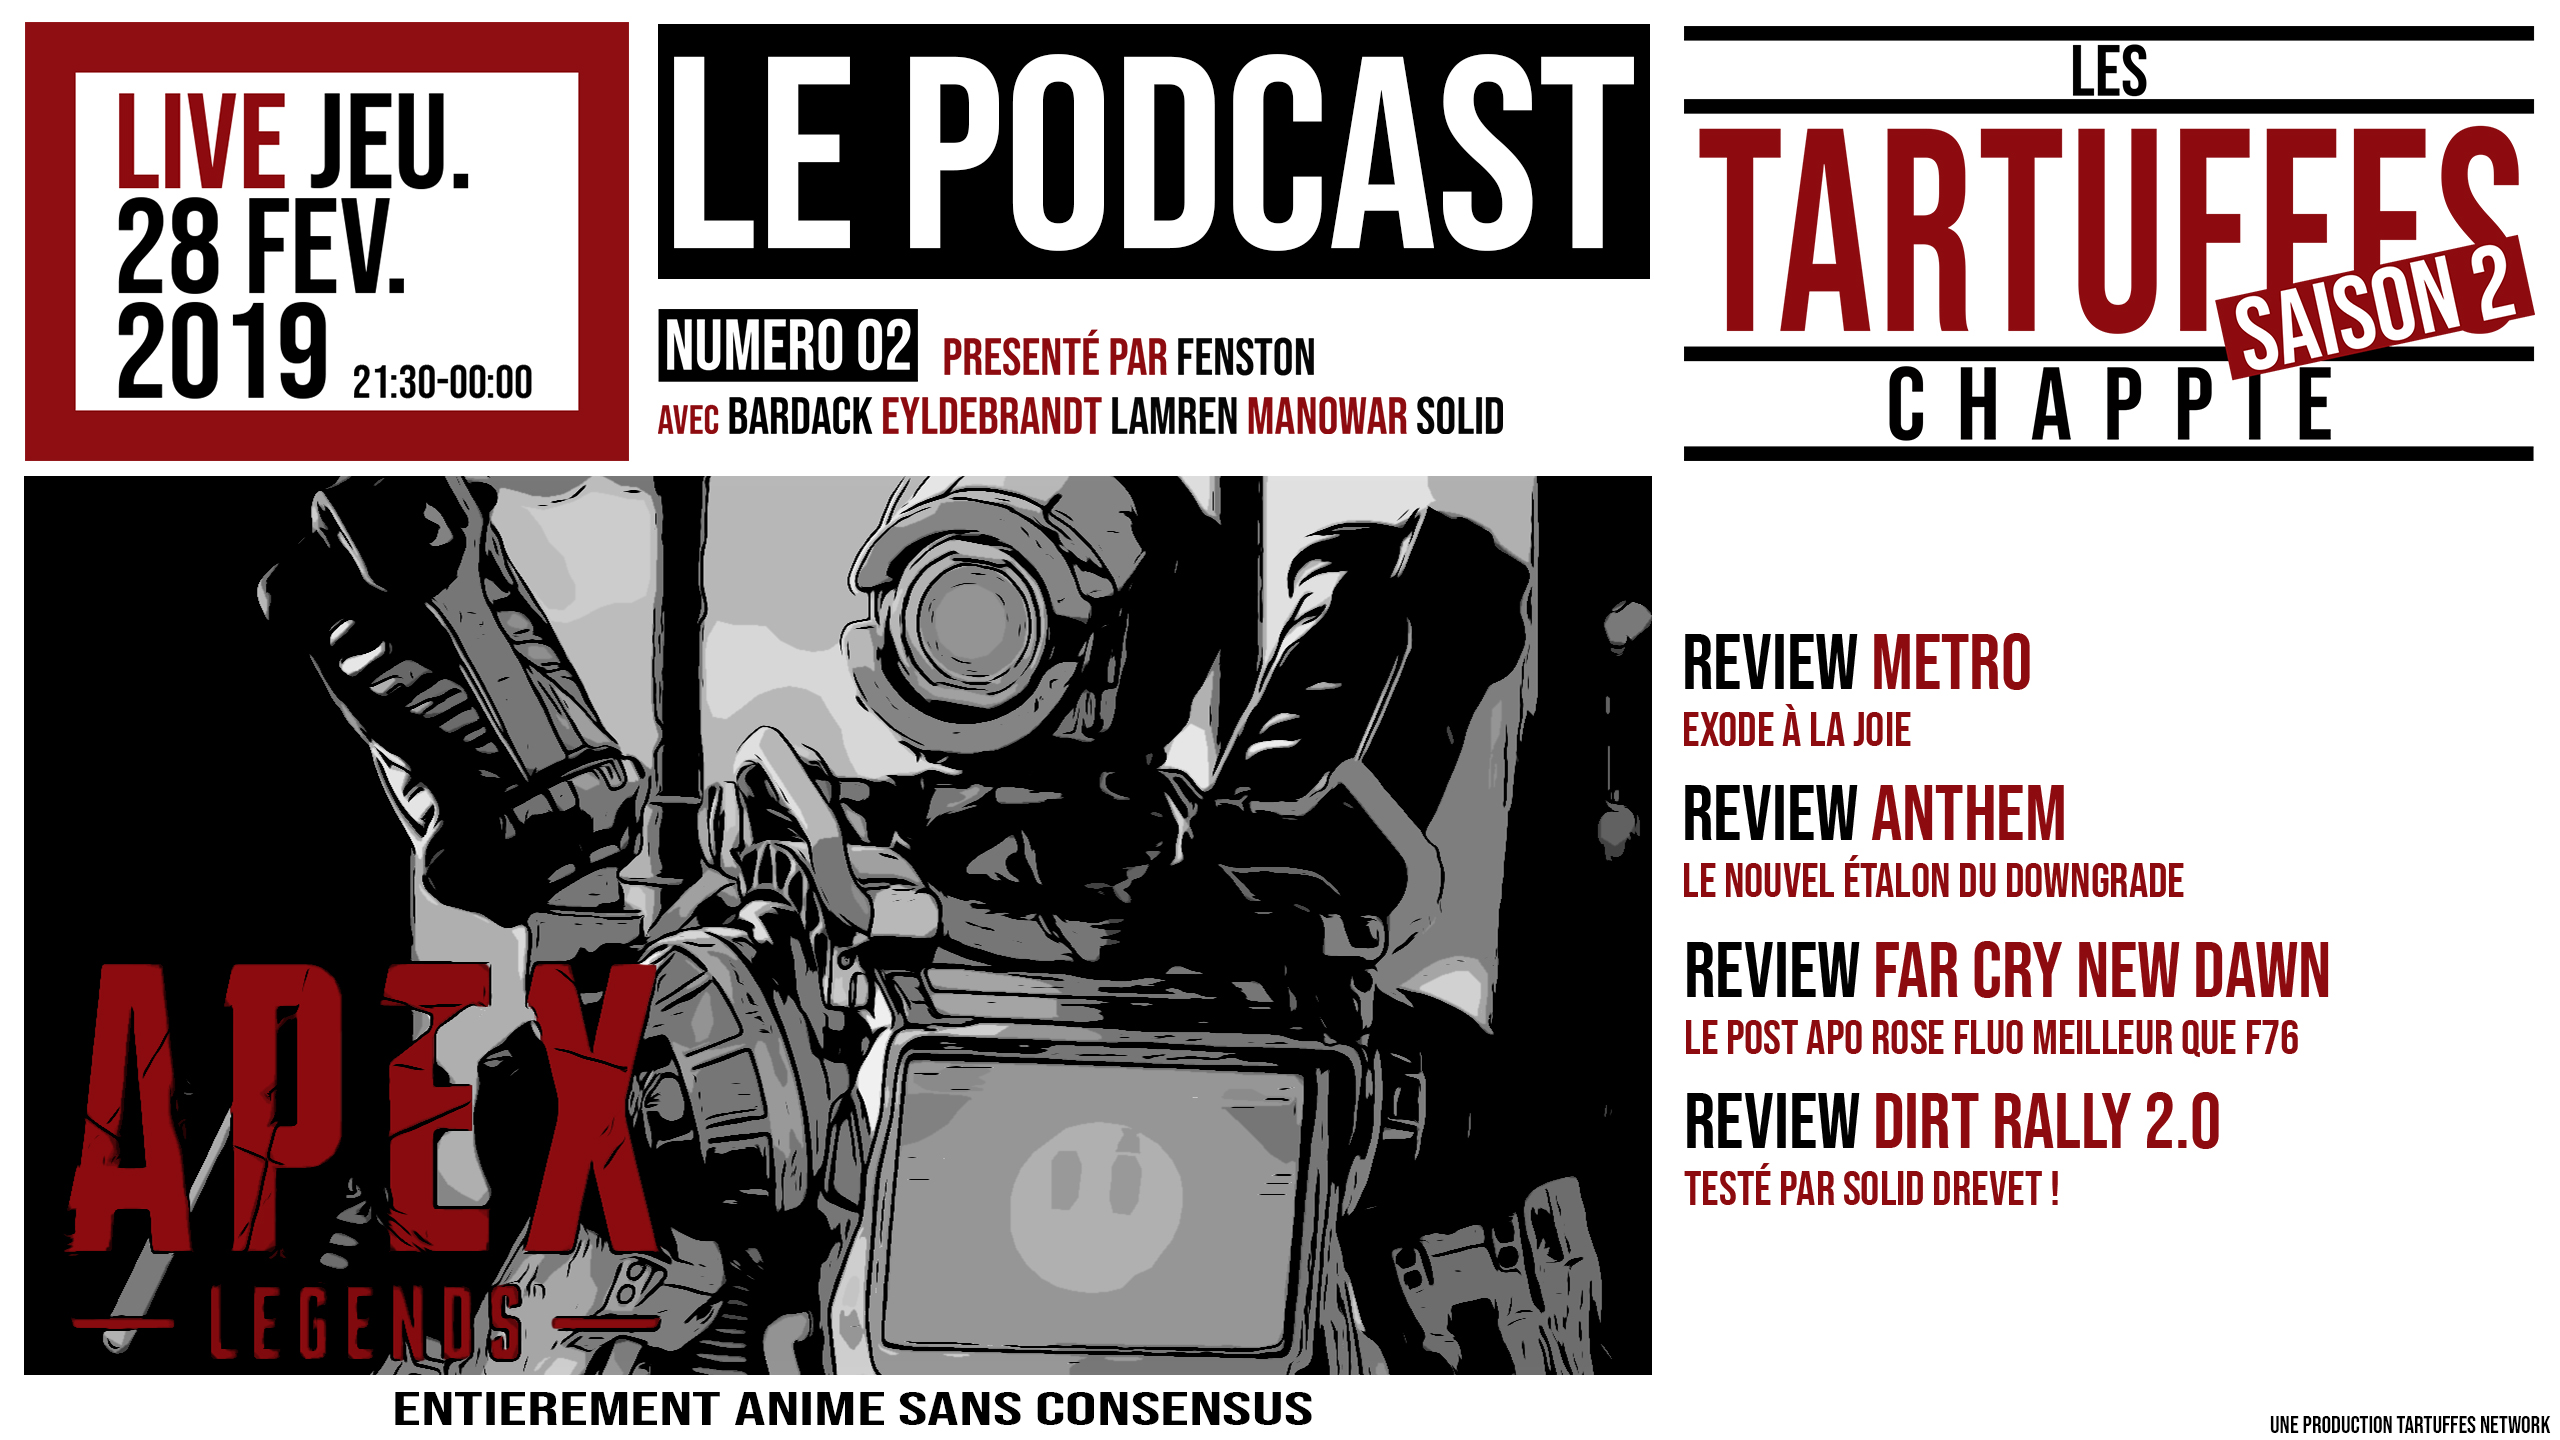 LIVE JEU.
28 FEV.
2019 21:30-00:00
LE PODCAST
NUMERO 02 PRESENTÉ PAR FENSTON
AVEC BARDACK EYLDEBRANDT LAMREN MANOWAR SOLID
LES
TARTUFFES
SAISON 2
CHAPPIE
APEX
LEGENDS
ENTIEREMENT ANIME SANS CONSENSUS
REVIEW METRO
EXODE À LA JOIE
REVIEW ANTHEM
LE NOUVEL ÉTALON DU DOWNGRADE
REVIEW FAR CRY NEW DAWN
LE POST APO ROSE FLUO MEILLEUR QUE F76
REVIEW DIRT RALLY 2.0
TESTÉ PAR SOLID DREVET !
UNE PRODUCTION TARTUFFES NETWORK